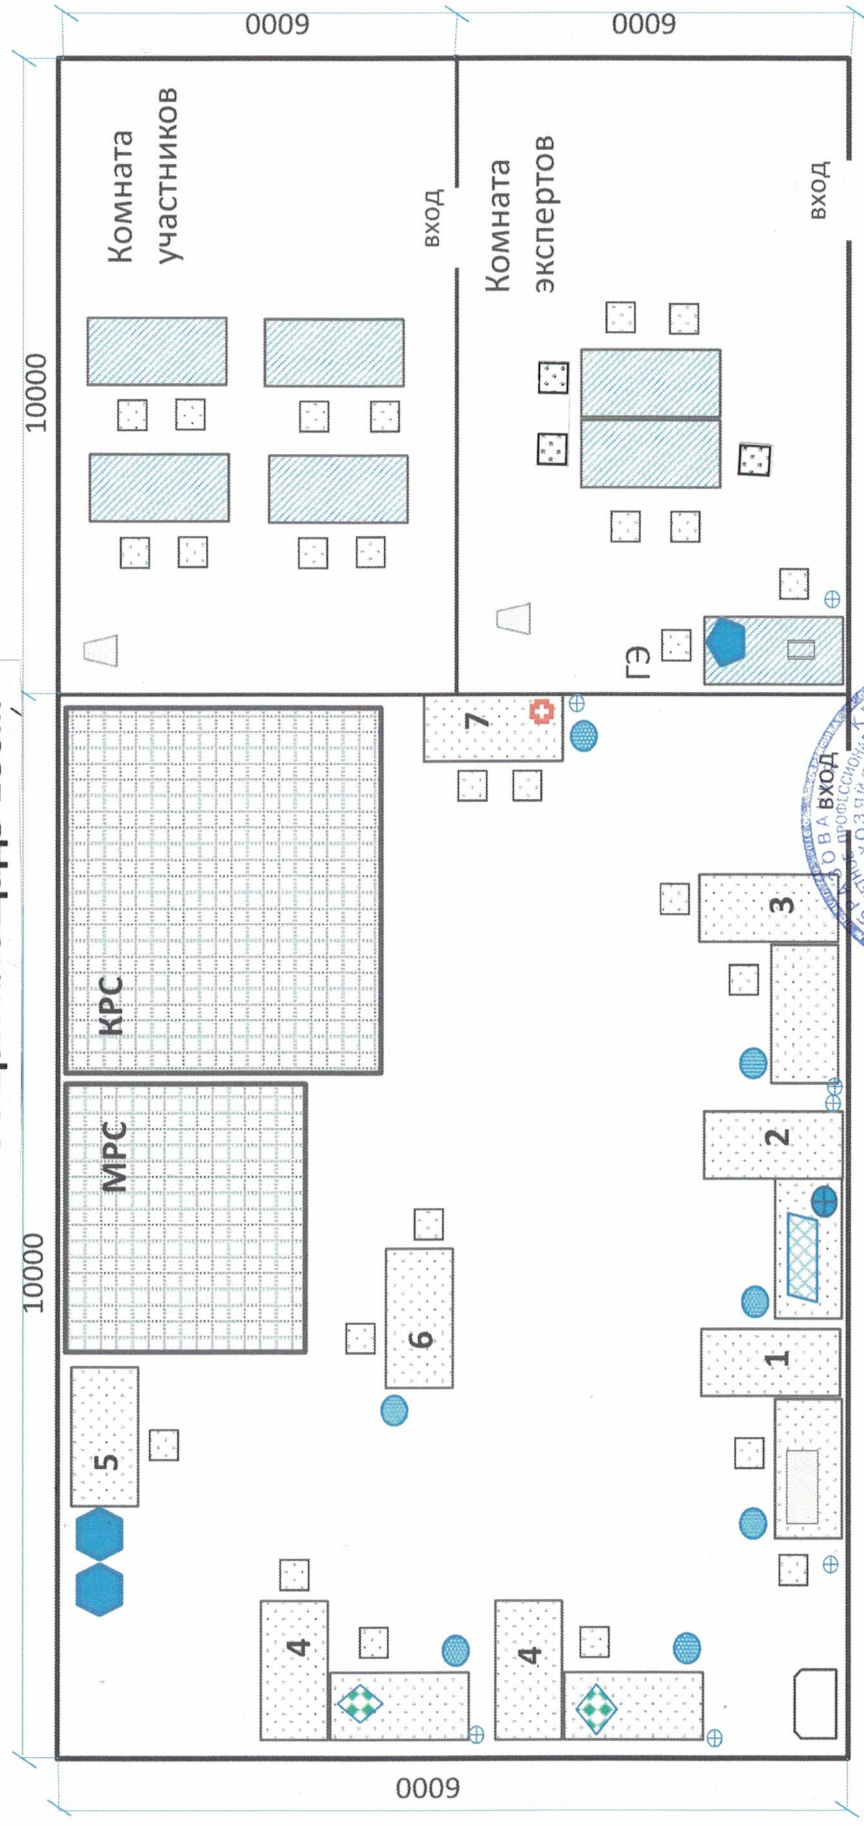 10000
10000
6000
6000
6000
Комната
участников
вход
Комната
экспертов
вход
ГЭ
КРС
МРС
7
5
6
4
4
1
2
3
вход